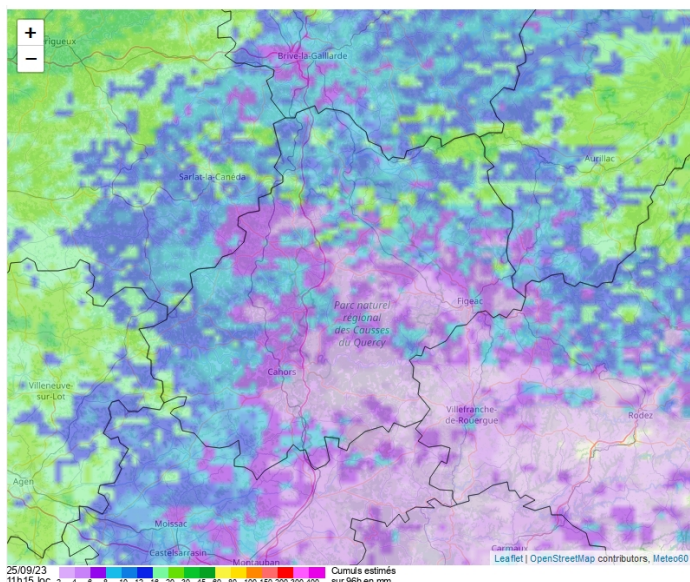 +
rigueux
Brive-la-Gaillarde
−
Aurillac
Sarlat-la-Canéda
Figeac
Parc naturel
régional
des Causses
du Quercy
Cahors
Villeneuve-
sur-Lot
Villefranche-
de-Rouergue
Rodez
Agen
Moissac
Castelsarrasin
Montauban
Carmaux
Leaflet | OpenStreetMap contributors, Meteo60
25/09/23
Cumuls estimés
11h15 loc
sur 96h en mm